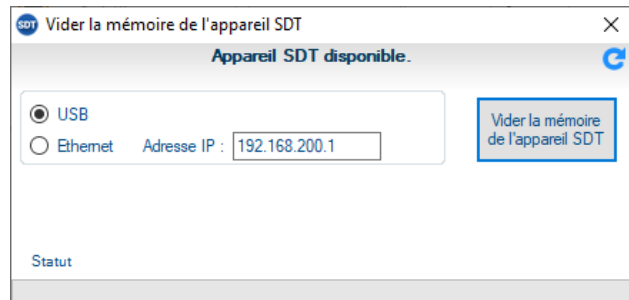 SDT Vider la mémoire de l'appareil SDT
Appareil SDT disponible.
USB
Ethernet Adresse IP : 192.168.200.1
Vider la mémoire
de l'appareil SDT
Statut